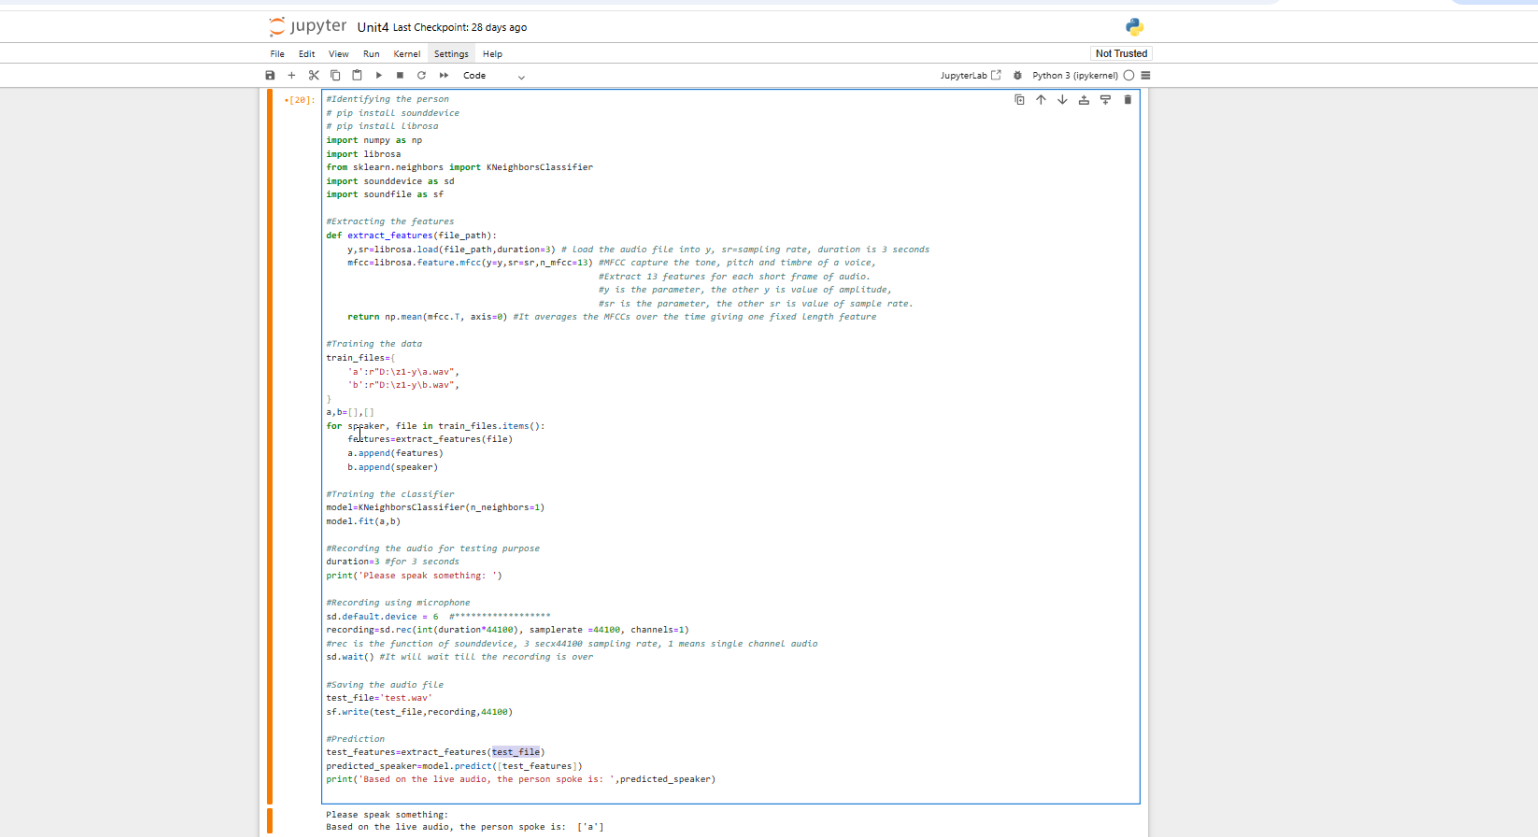 jupyter Unit4 Last Checkpoint: 28 days ago
File Edit View Run Kernel Settings Help
Not Trusted
Code
JupyterLab
Python 3 (ipykernel)
[20]:
#Identifying the person
# pip install sounddevice
# pip install librosa
import numpy as np
import librosa
from sklearn.neighbors import KNeighborsClassifier
import sounddevice as sd
import soundfile as sf
#Extracting the features
def extract_features(file_path):
    y,sr=librosa.load(file_path,duration=3) # Load the audio file into y, sr=sampling rate, duration is 3 seconds
    mfcc=librosa.feature.mfcc(y=y,sr=sr,n_mfcc=13) #MFCC capture the tone, pitch and timbre of a voice,
#Extract 13 features for each short frame of audio.
#y is the parameter, the other y is value of amplitude,
#sr is the parameter, the other sr is value of sample rate.
    return np.mean(mfcc.T, axis=0) #It averages the MFCCs over the time giving one fixed length feature
#Training the data
train_files={
    'a':r"D:\z1-y\a.wav",
    'b':r"D:\z1-y\b.wav",
}
a,b=[],[]
for speaker, file in train_files.items():
    features=extract_features(file)
    a.append(features)
    b.append(speaker)
#Training the classifier
model=KNeighborsClassifier(n_neighbors=1)
model.fit(a,b)
#Recording the audio for testing purpose
duration=3 #for 3 seconds
print('Please speak something: ')
#Recording using microphone
sd.default.device = 6  #******************
recording=sd.rec(int(duration*44100), samplerate =44100, channels=1)
#rec is the function of sounddevice, 3 secx44100 sampling rate, 1 means single channel audio
sd.wait() #It will wait till the recording is over
#Saving the audio file
test_file='test.wav'
sf.write(test_file,recording,44100)
#Prediction
test_features=extract_features(test_file)
predicted_speaker=model.predict([test_features])
print('Based on the live audio, the person spoke is: ',predicted_speaker)
Please speak something:
Based on the live audio, the person spoke is:  ['a']